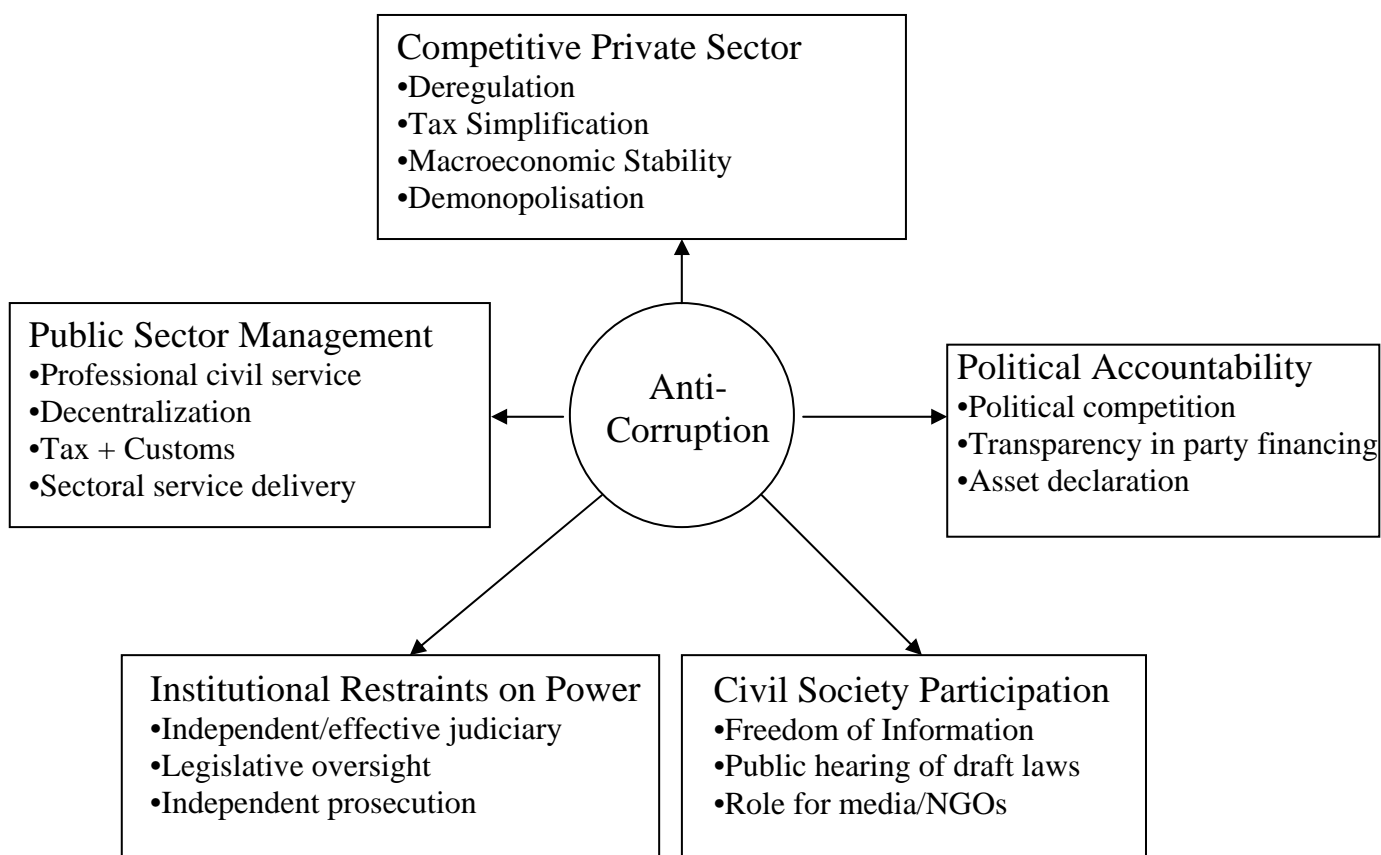 Competitive Private Sector
•Deregulation
•Tax Simplification
•Macroeconomic Stability
•Demonopolisation
Public Sector Management
•Professional civil service
•Decentralization
•Tax + Customs
•Sectoral service delivery
Anti-
Corruption
Political Accountability
•Political competition
•Transparency in party financing
•Asset declaration
Institutional Restraints on Power
•Independent/effective judiciary
•Legislative oversight
•Independent prosecution
Civil Society Participation
•Freedom of Information
•Public hearing of draft laws
•Role for media/NGOs